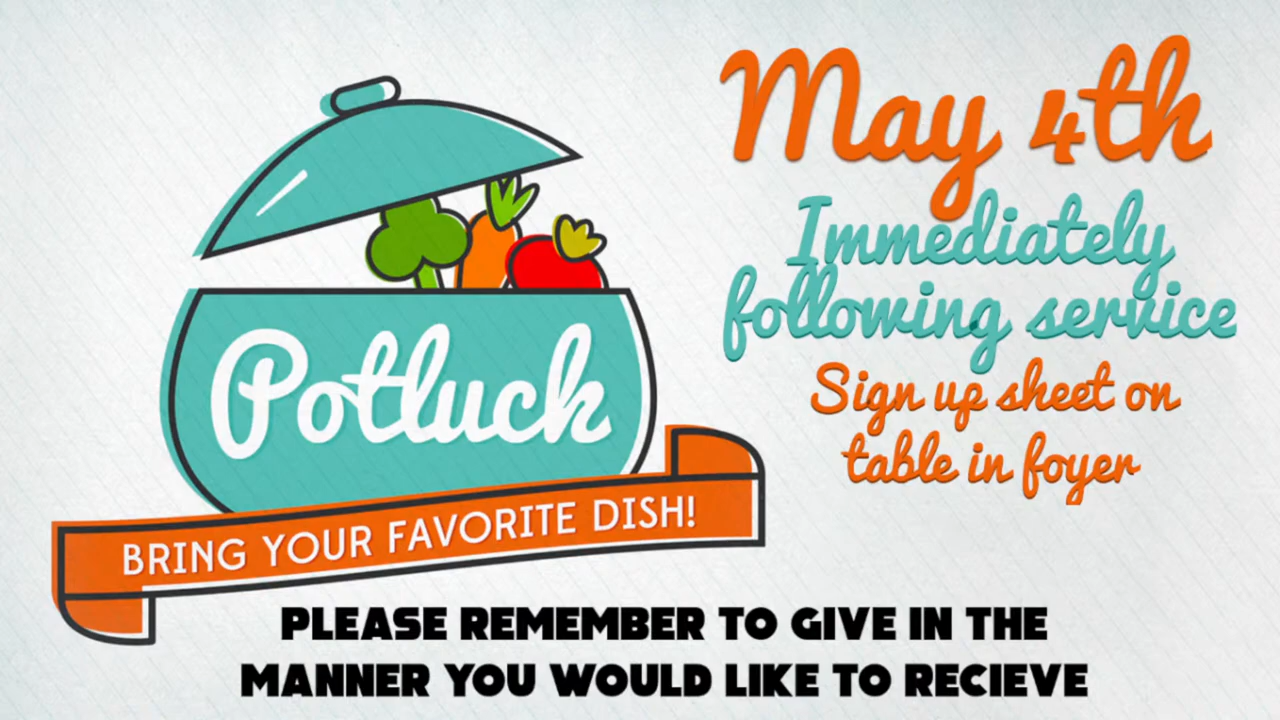 May 4th
Immediately
following service
Sign up sheet on
table in foyer
Potluck
BRING YOUR FAVORITE DISH!
PLEASE REMEMBER TO GIVE IN THE
MANNER YOU WOULD LIKE TO RECIEVE